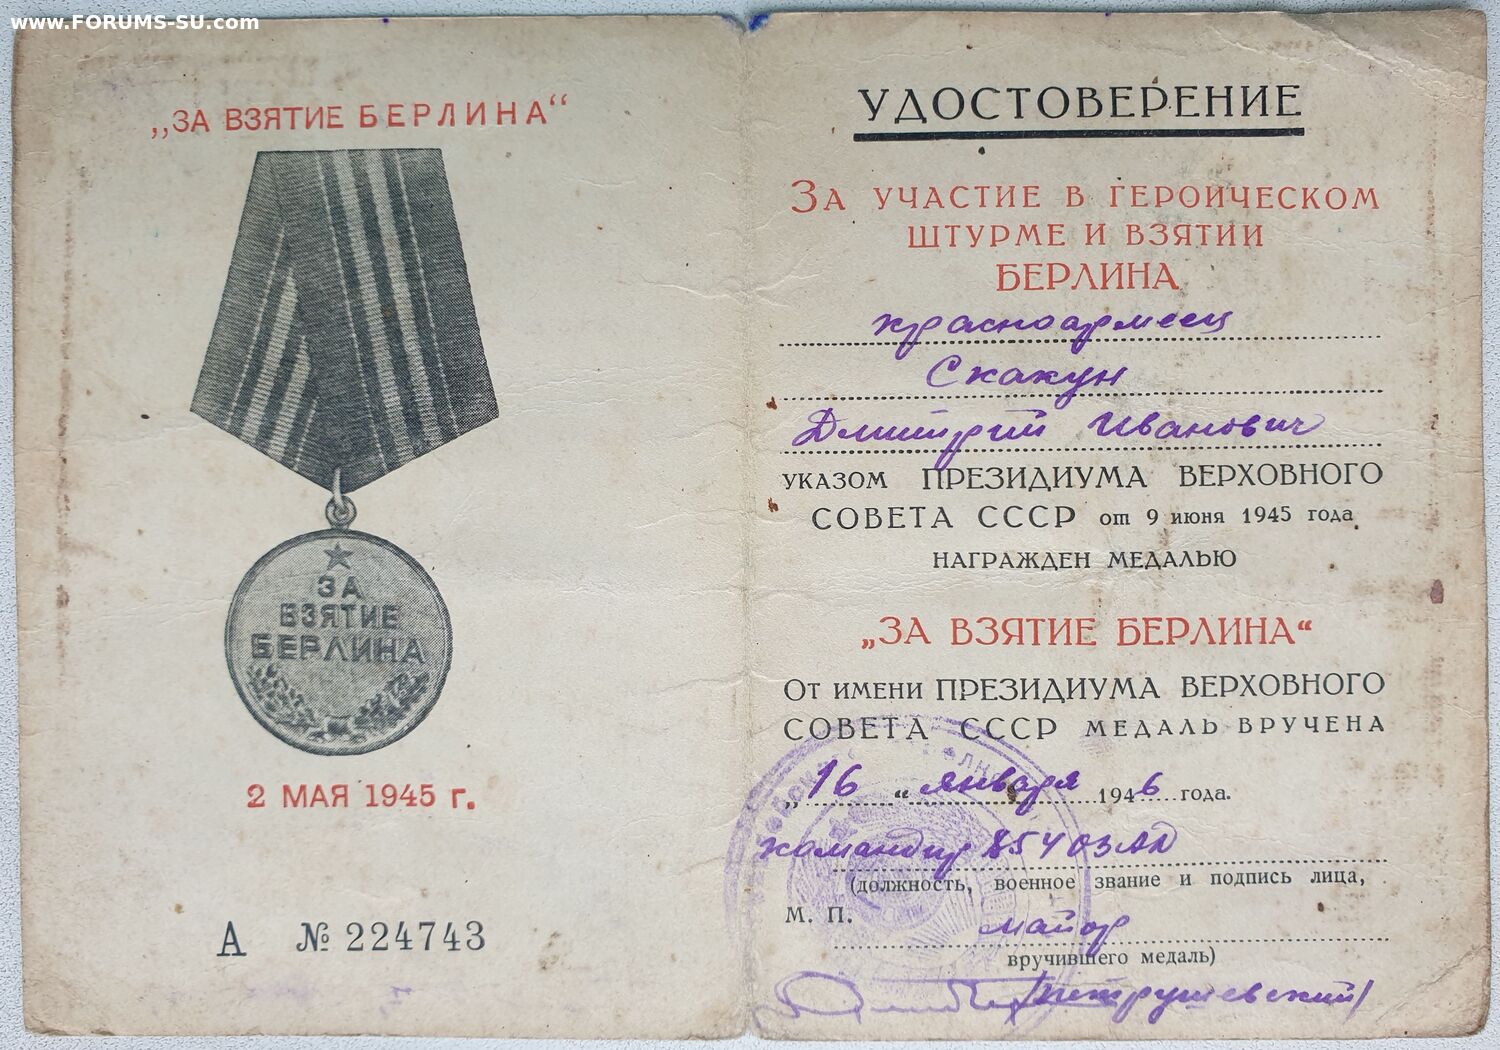 www.FORUMS-SU.com
„ЗА ВЗЯТИЕ БЕРЛИНА“
ЗА
ВЗЯТИЕ
БЕРЛИНА
2 МАЯ 1945 г.
А № 224743
УДОСТОВЕРЕНИЕ
ЗА УЧАСТИЕ В ГЕРОИЧЕСКОМ
ШТУРМЕ И ВЗЯТИИ
БЕРЛИНА
красноармеец
Скакун
Дмитрий Иванович
УКАЗОМ ПРЕЗИДИУМА ВЕРХОВНОГО
СОВЕТА СССР от 9 июня 1945 года
НАГРАЖДЕН МЕДАЛЬЮ
„ЗА ВЗЯТИЕ БЕРЛИНА“
ОТ ИМЕНИ ПРЕЗИДИУМА ВЕРХОВНОГО
СОВЕТА СССР МЕДАЛЬ ВРУЧЕНА
„16“ января 1946 года.
командир
(должность, военное звание и подпись лица,
М. П. майор
вручившего медаль)
/Петрушевский/